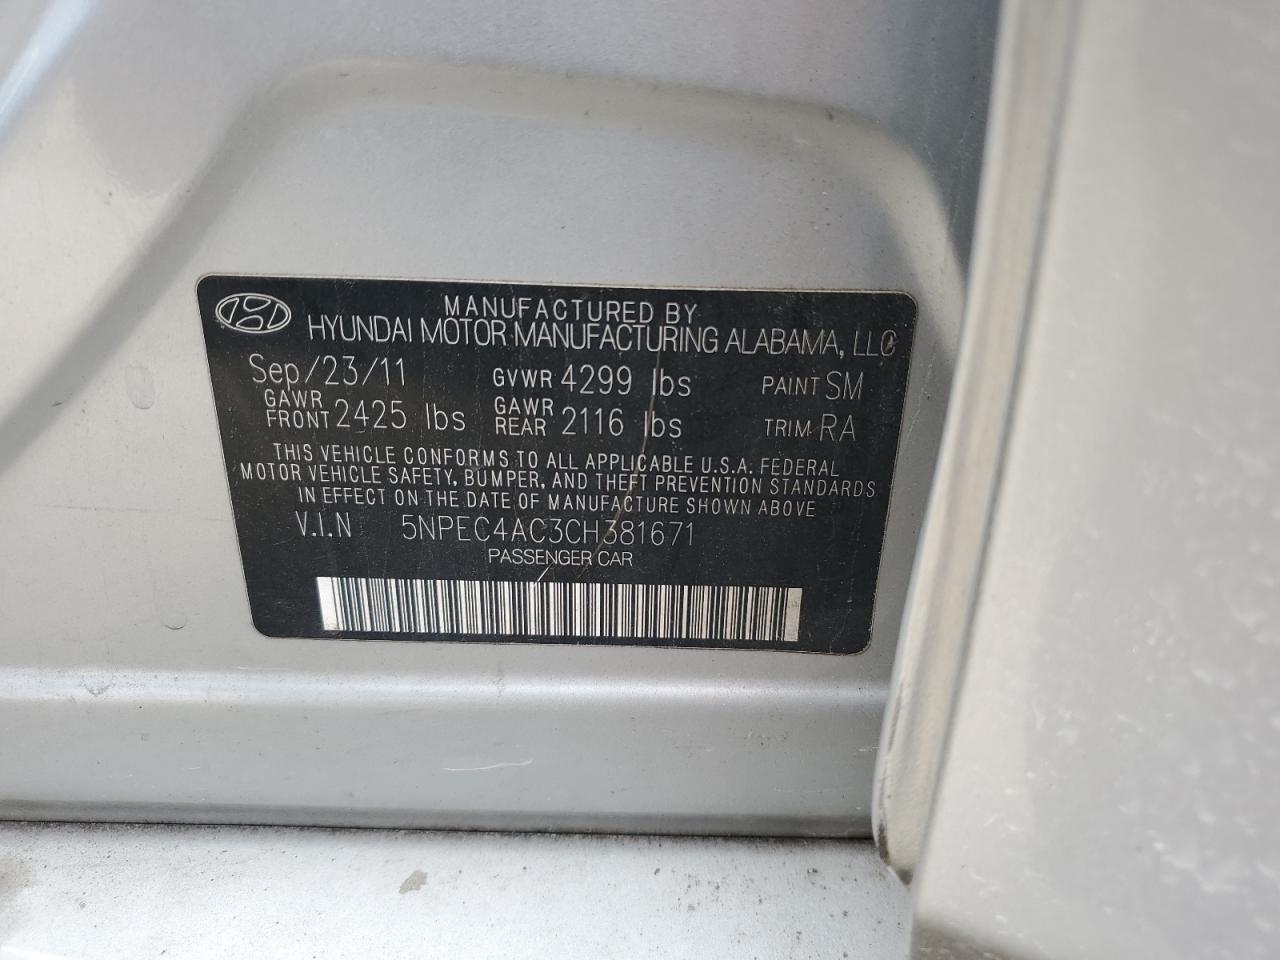 MANUFACTURED BY
HYUNDAI MOTOR MANUFACTURING ALABAMA, LLC
Sep/23/11 GVWR 4299 lbs PAINT SM
GAWR FRONT 2425 lbs GAWR REAR 2116 lbs TRIM RA
THIS VEHICLE CONFORMS TO ALL APPLICABLE U.S.A. FEDERAL
MOTOR VEHICLE SAFETY, BUMPER, AND THEFT PREVENTION STANDARDS
IN EFFECT ON THE DATE OF MANUFACTURE SHOWN ABOVE
V.I.N 5NPEC4AC3CH381671
PASSENGER CAR